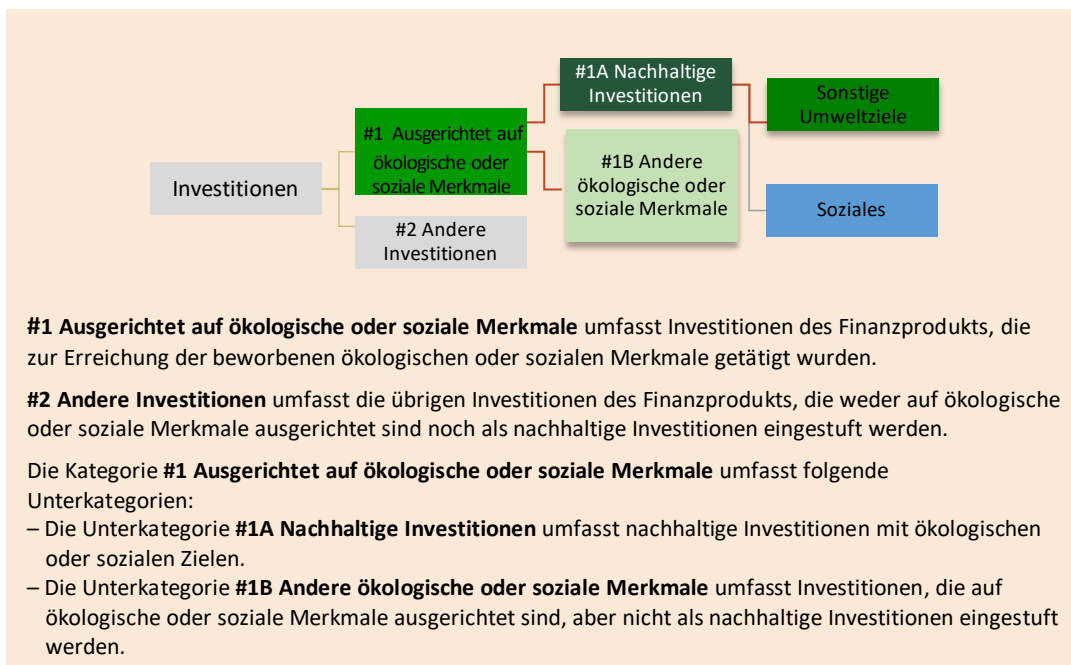 #1A Nachhaltige
Investitionen
Sonstige
Umweltziele
#1 Ausgerichtet auf
ökologische oder
soziale Merkmale
#1B Andere
ökologische oder
soziale Merkmale
Investitionen
Soziales
#2 Andere
Investitionen
#1 Ausgerichtet auf ökologische oder soziale Merkmale umfasst Investitionen des Finanzprodukts, die
zur Erreichung der beworbenen ökologischen oder sozialen Merkmale getätigt wurden.
#2 Andere Investitionen umfasst die übrigen Investitionen des Finanzprodukts, die weder auf ökologische
oder soziale Merkmale ausgerichtet sind noch als nachhaltige Investitionen eingestuft werden.
Die Kategorie #1 Ausgerichtet auf ökologische oder soziale Merkmale umfasst folgende
Unterkategorien:
– Die Unterkategorie #1A Nachhaltige Investitionen umfasst nachhaltige Investitionen mit ökologischen
oder sozialen Zielen.
– Die Unterkategorie #1B Andere ökologische oder soziale Merkmale umfasst Investitionen, die auf
ökologische oder soziale Merkmale ausgerichtet sind, aber nicht als nachhaltige Investitionen eingestuft
werden.